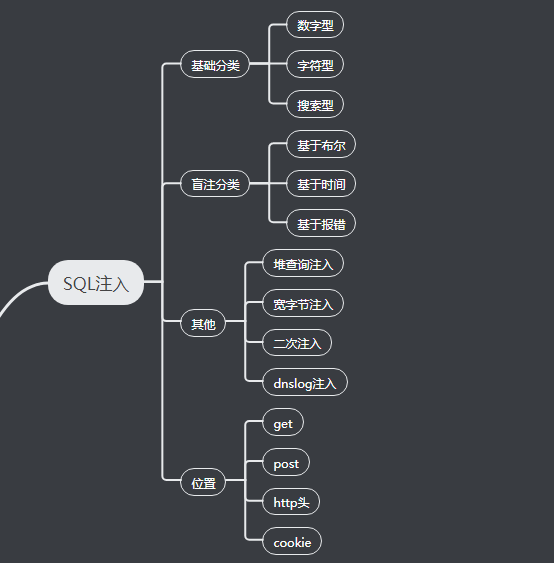 SQL注入
基础分类
数字型
字符型
搜索型
盲注分类
基于布尔
基于时间
基于报错
其他
堆查询注入
宽字节注入
二次注入
dnslog注入
位置
get
post
http头
cookie